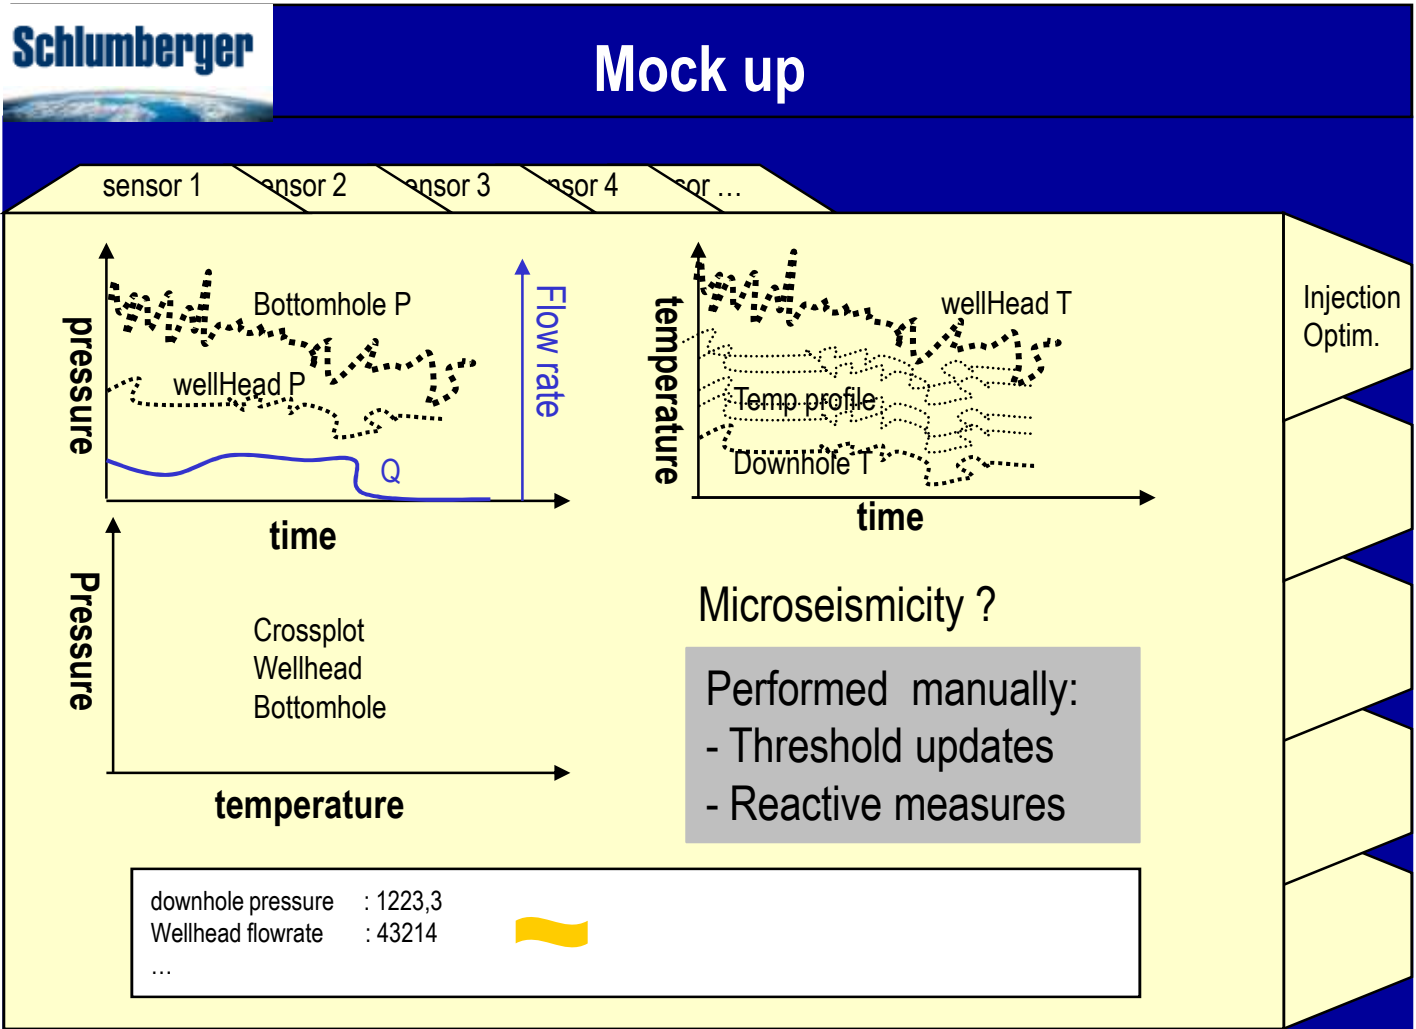 Schlumberger
Mock up
sensor 1
ensor 2
ensor 3
nsor 4
sor …
Injection
Optim.
pressure
Bottomhole P
wellHead P
Q
Flow rate
time
temperature
wellHead T
Temp profile
Downhole T
time
Pressure
Crossplot
Wellhead
Bottomhole
temperature
Microseismicity ?
Performed manually:
- Threshold updates
- Reactive measures
downhole pressure : 1223,3
Wellhead flowrate : 43214
…